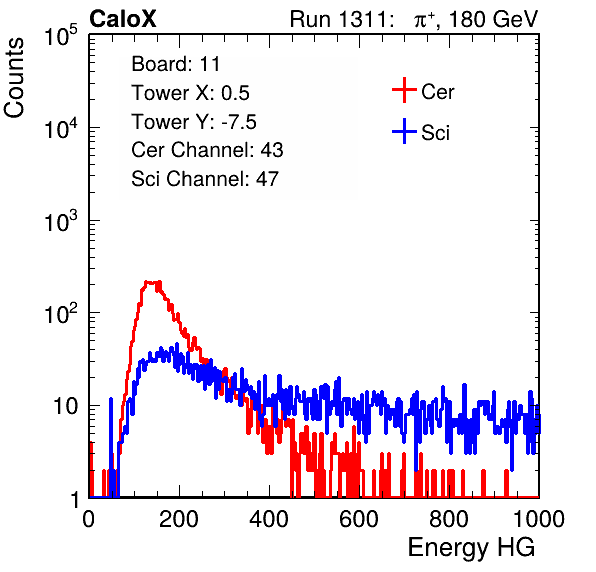 CaloX Run 1311: π⁺, 180 GeV
Counts
10⁵
10⁴
10³
10²
10
1
Board: 11
Tower X: 0.5
Tower Y: -7.5
Cer Channel: 43
Sci Channel: 47
Cer
Sci
0 200 400 600 800 1000
Energy HG